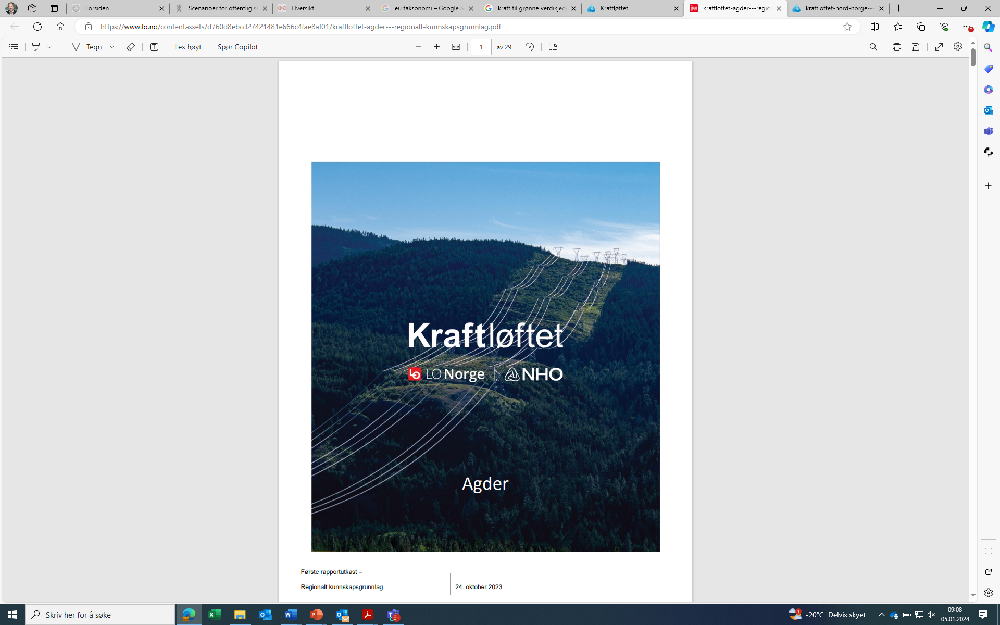 Forsiden
Scenarioer for offentlig s
Oversikt
eu taksonomi – Google S
kraft til grønne verdikjed
Kraftløftet
kraftloftet-agder---regio
kraftloftet-nord-norge---
https://www.lo.no/contentassets/d760d8ebcd27421481e666c4fae8af01/kraftloftet-agder---regionalt-kunnskapsgrunnlag.pdf
Tegn
Les høyt
Spør Copilot
1
av 29
Kraftløftet
LO LO Norge NHO
Agder
Første rapportutkast –
Regionalt kunnskapsgrunnlag
24. oktober 2023
Skriv her for å søke
9+
1
-20°C Delvis skyet
09:08
05.01.2024